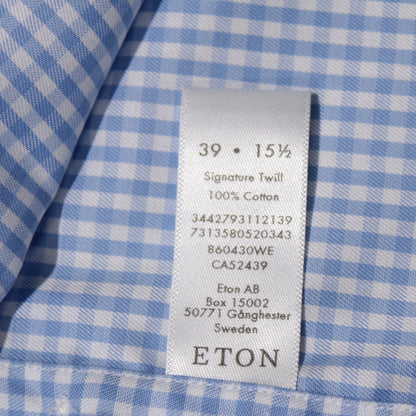 39 • 15½
Signature Twill
100% Cotton
3442793112139
7313580520343
860430WE
CA52439
Eton AB
Box 15002
50771 Gånghester
Sweden
ETON